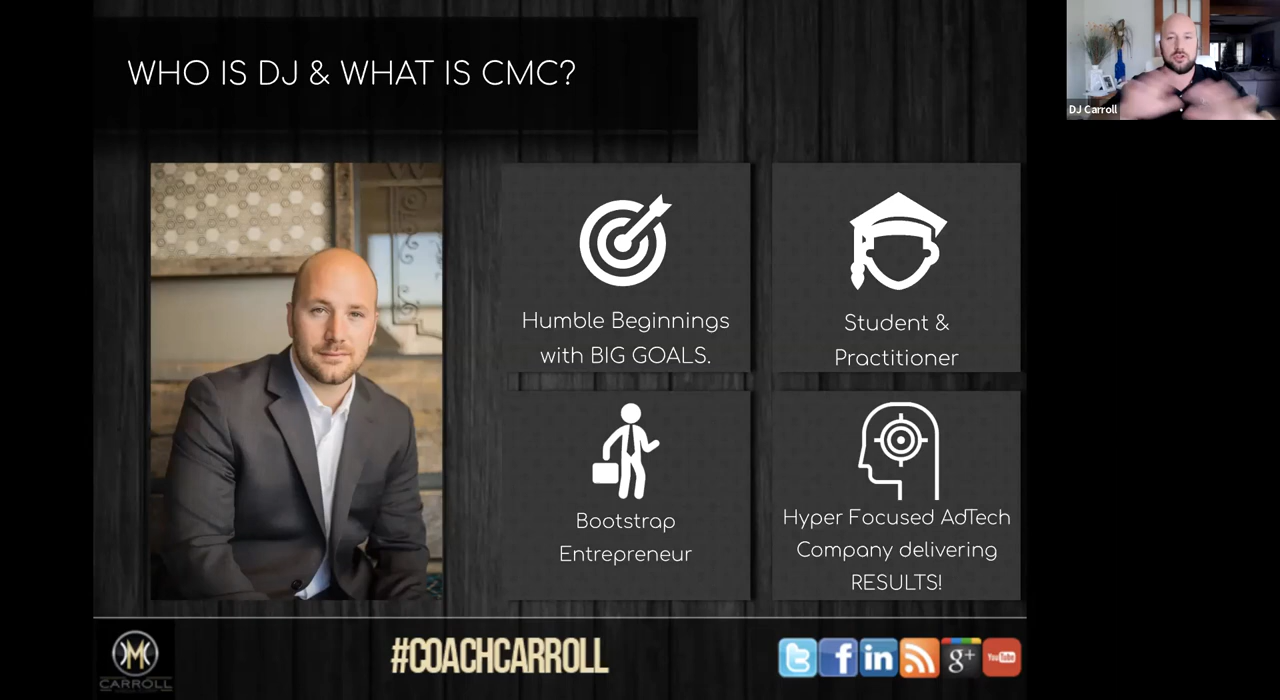 WHO IS DJ & WHAT IS CMC?
DJ Carroll
Humble Beginnings
with BIG GOALS.
Student &
Practitioner
Bootstrap
Entrepreneur
Hyper Focused AdTech
Company delivering
RESULTS!
CARROLL
#COACHCARROLL
g+
YouTube